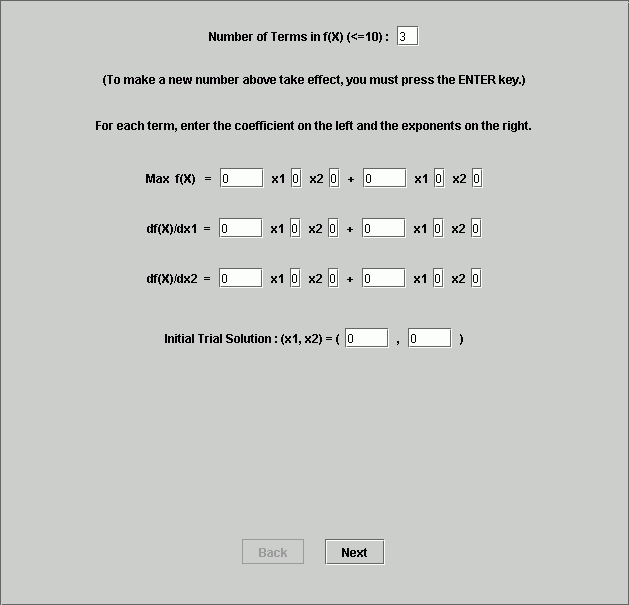 Number of Terms in f(X) (<=10) : 3
(To make a new number above take effect, you must press the ENTER key.)
For each term, enter the coefficient on the left and the exponents on the right.
Max f(X) = 0 x1 0 x2 0 + 0 x1 0 x2 0
df(X)/dx1 = 0 x1 0 x2 0 + 0 x1 0 x2 0
df(X)/dx2 = 0 x1 0 x2 0 + 0 x1 0 x2 0
Initial Trial Solution : (x1, x2) = ( 0 , 0 )
Back Next